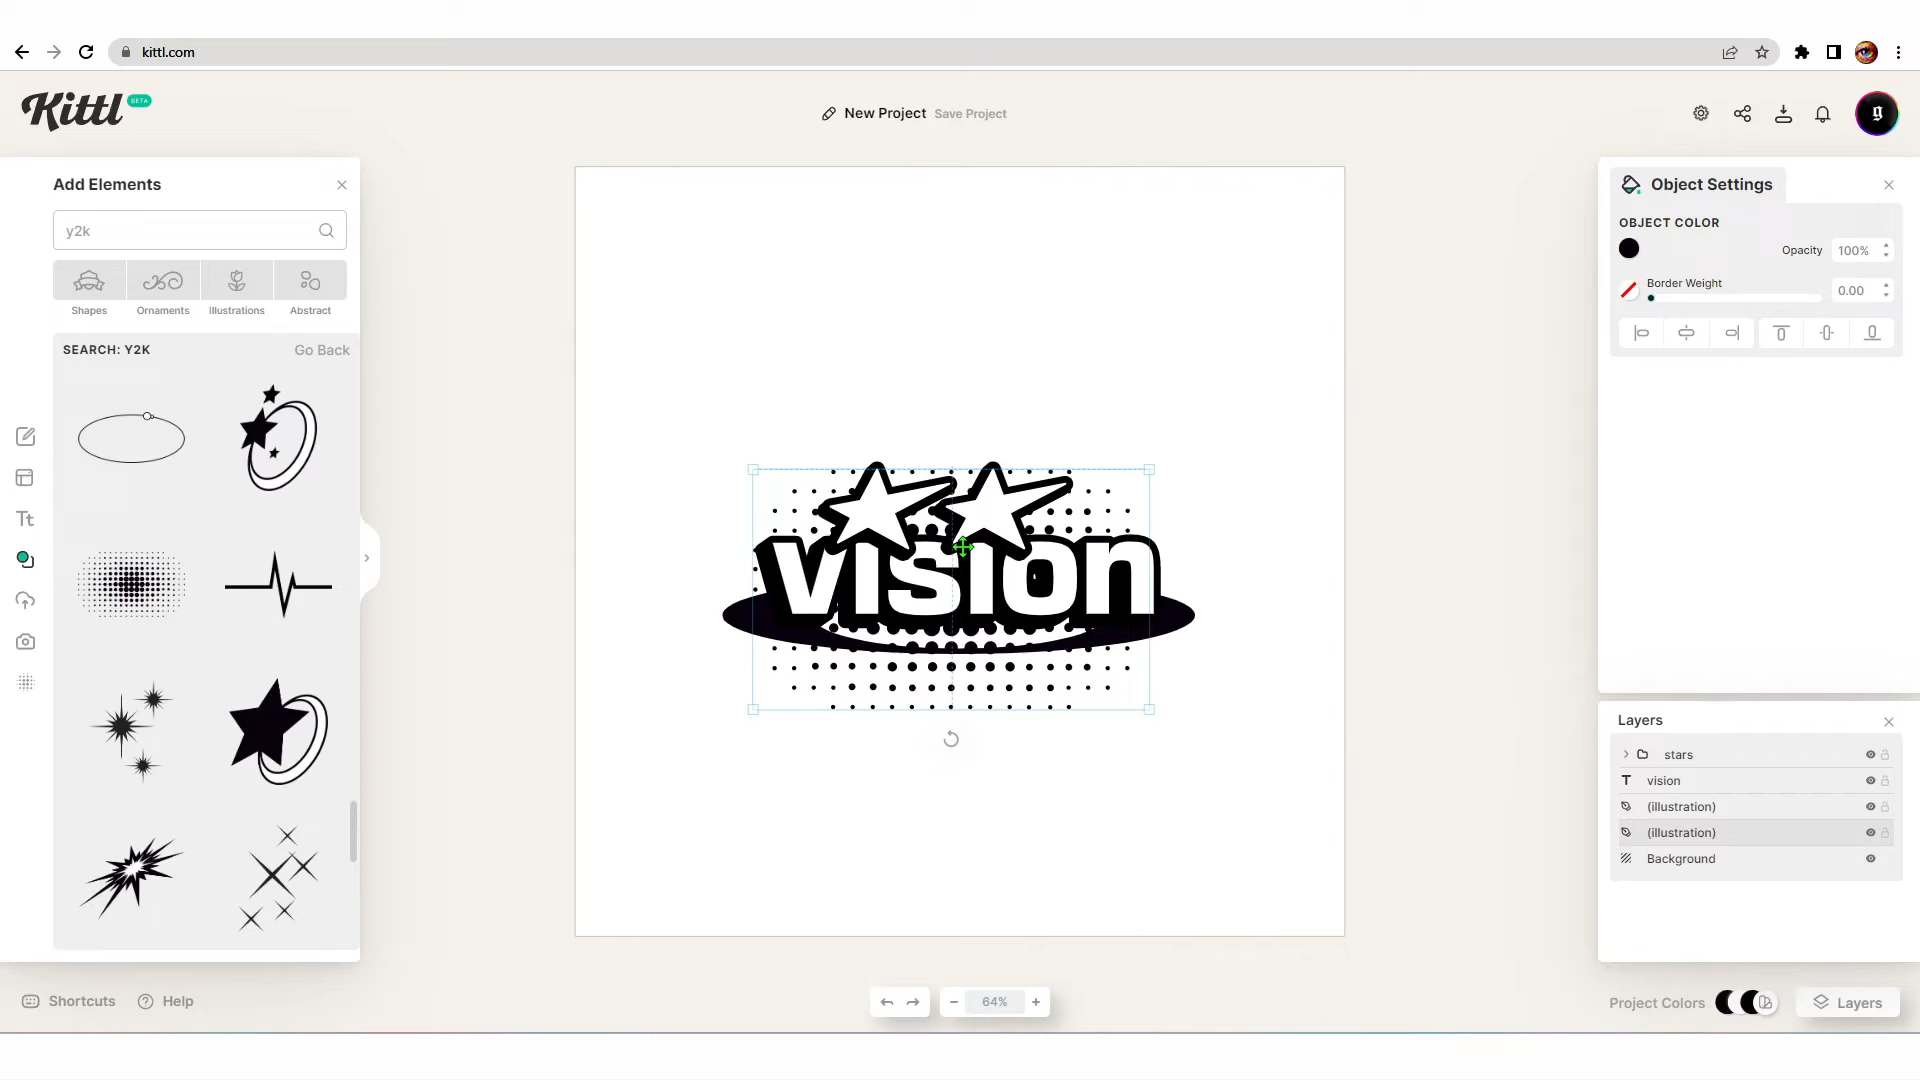 kittl.com
Kittl BETA
New Project Save Project
g
Add Elements
y2k
Shapes Ornaments Illustrations Abstract
SEARCH: Y2K Go Back
Tt
vision
Object Settings
OBJECT COLOR
Opacity 100%
Border Weight
0.00
Layers
stars
T vision
(illustration)
(illustration)
Background
Shortcuts Help
64%
Project Colors
Layers